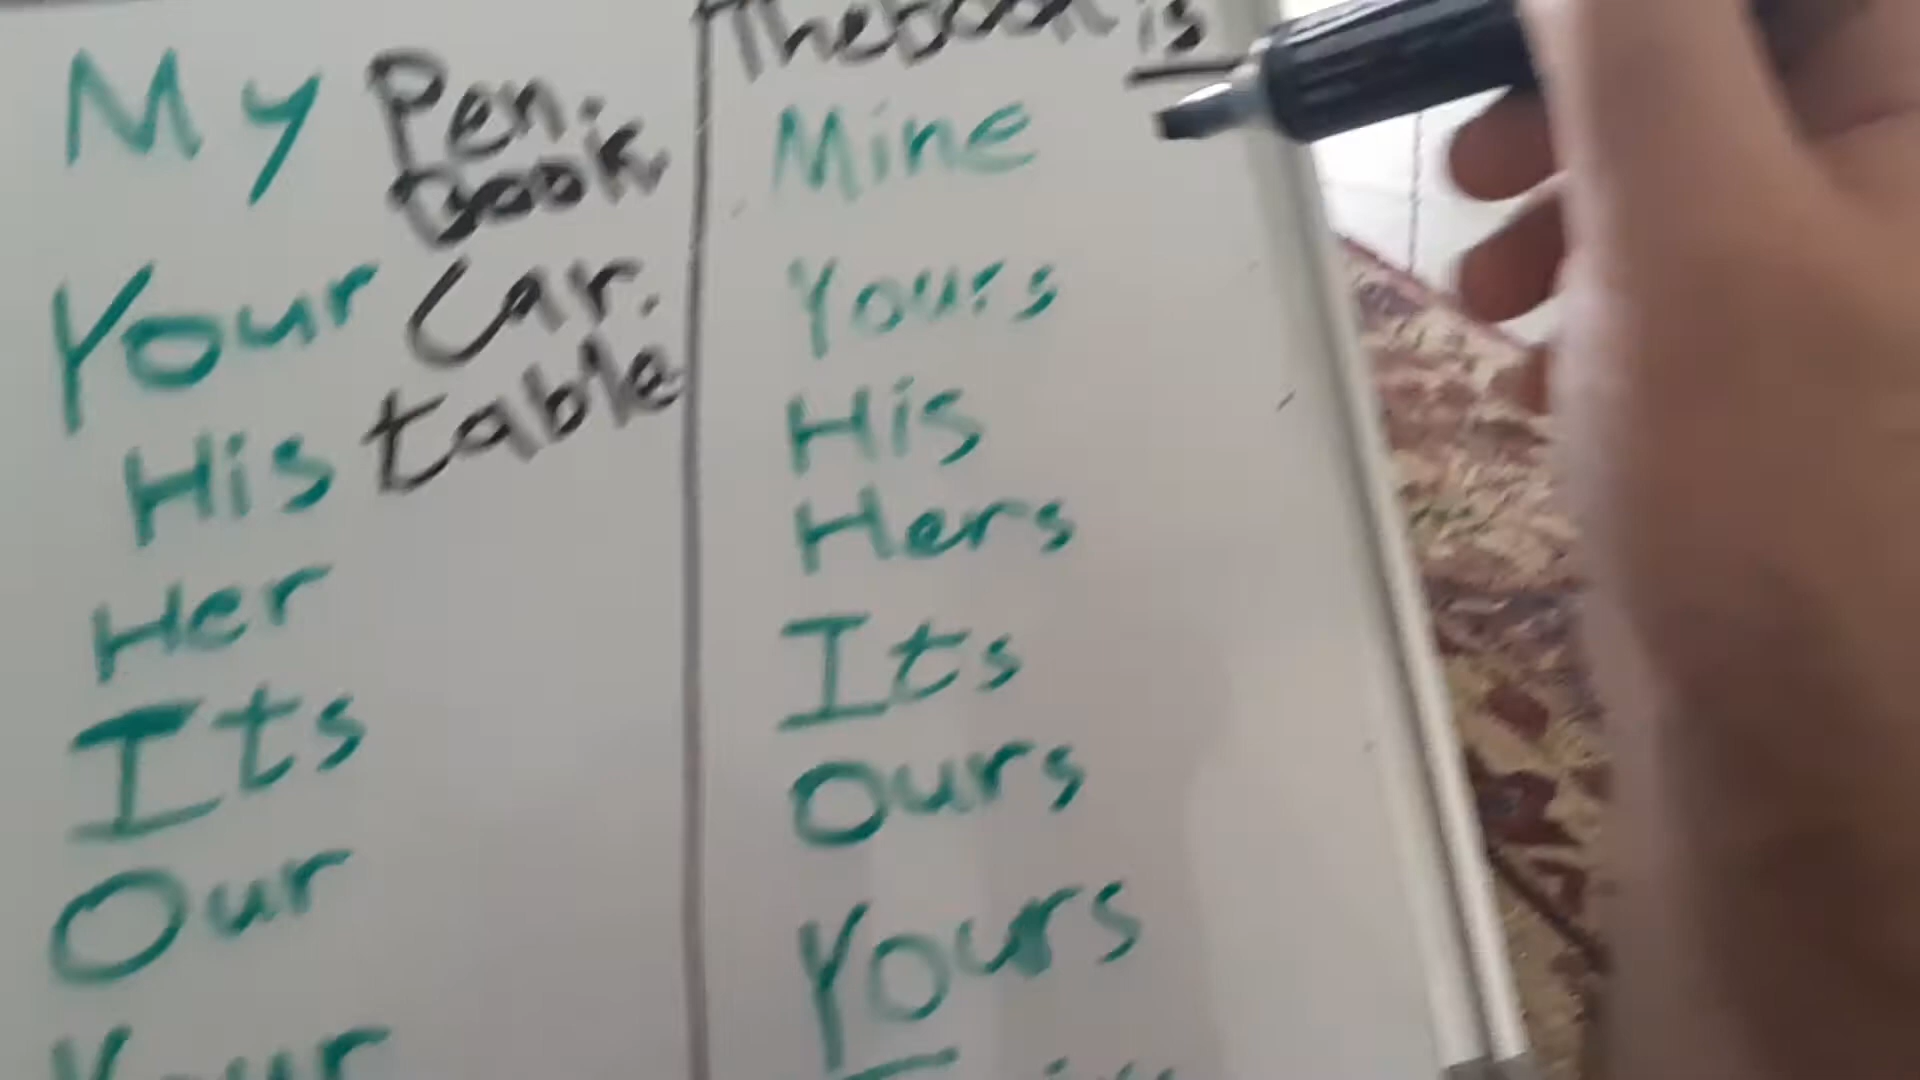 My
Pen.
Book.
Your
Car.
His
table
Her
Its
Our
Your
The book is
Mine
Yours
His
Hers
Its
Ours
Yours